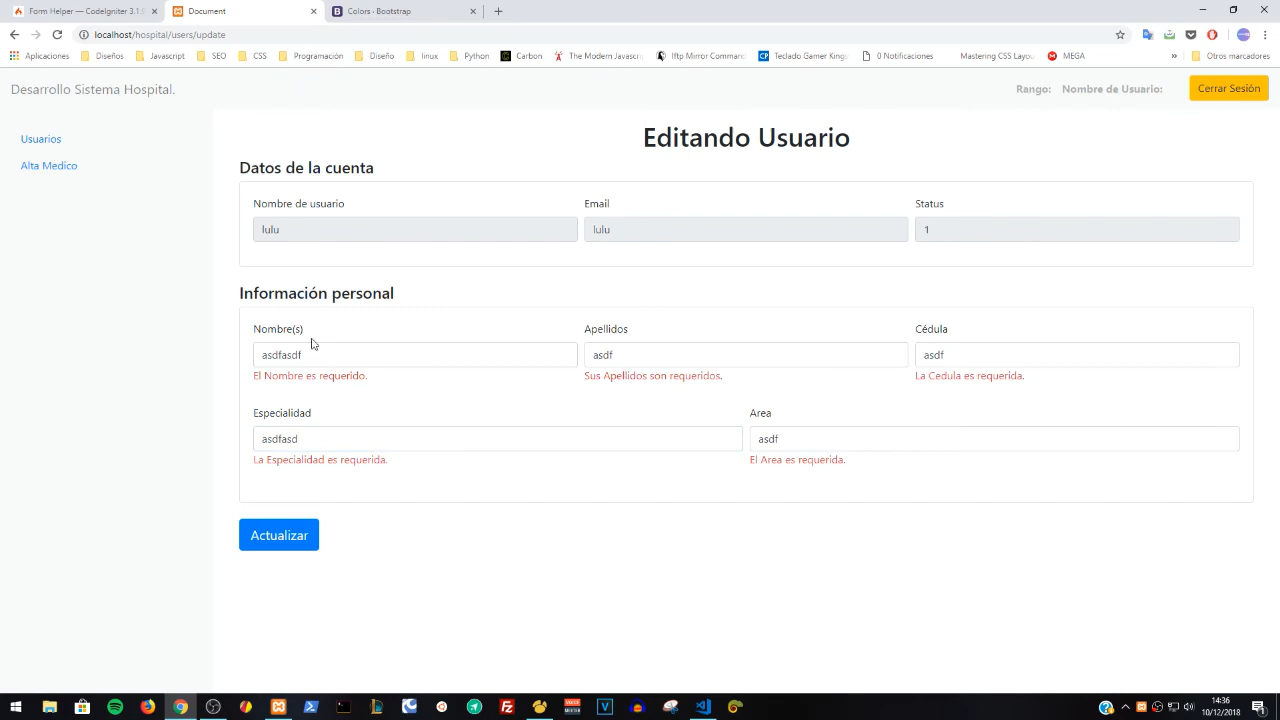 Form Helper — CodeIgniter 3.1.
Document
Colors · Bootstrap
localhost/hospital/users/update
Aplicaciones
Diseños
Javascript
SEO
CSS
Programación
Diseño
linux
Python
Carbon
The Modern Javascri
lftp Mirror Comman
Teclado Gamer King
0 Notificaciones
Mastering CSS Layou
MEGA
»
Otros marcadores
Desarrollo Sistema Hospital.
Rango: Nombre de Usuario:
Cerrar Sesión
Usuarios
Alta Medico
Editando Usuario
Datos de la cuenta
Nombre de usuario Email Status
lulu lulu 1
Información personal
Nombre(s) Apellidos Cédula
asdfasdf asdf asdf
El Nombre es requerido. Sus Apellidos son requeridos. La Cedula es requerida.
Especialidad Area
asdfasd asdf
La Especialidad es requerida. El Area es requerida.
Actualizar
14:36
10/12/2018